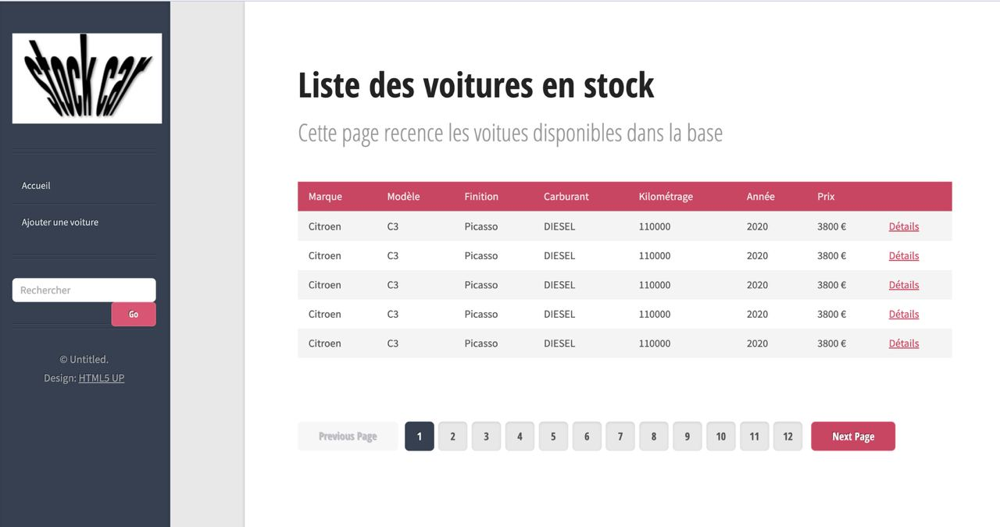 stock car
Accueil
Ajouter une voiture
Rechercher
Go
© Untitled.
Design: HTML5 UP
Liste des voitures en stock
Cette page recence les voitues disponibles dans la base
Marque Modèle Finition Carburant Kilométrage Année Prix
Citroen C3 Picasso DIESEL 110000 2020 3800 € Détails
Citroen C3 Picasso DIESEL 110000 2020 3800 € Détails
Citroen C3 Picasso DIESEL 110000 2020 3800 € Détails
Citroen C3 Picasso DIESEL 110000 2020 3800 € Détails
Citroen C3 Picasso DIESEL 110000 2020 3800 € Détails
Previous Page 1 2 3 4 5 6 7 8 9 10 11 12 Next Page